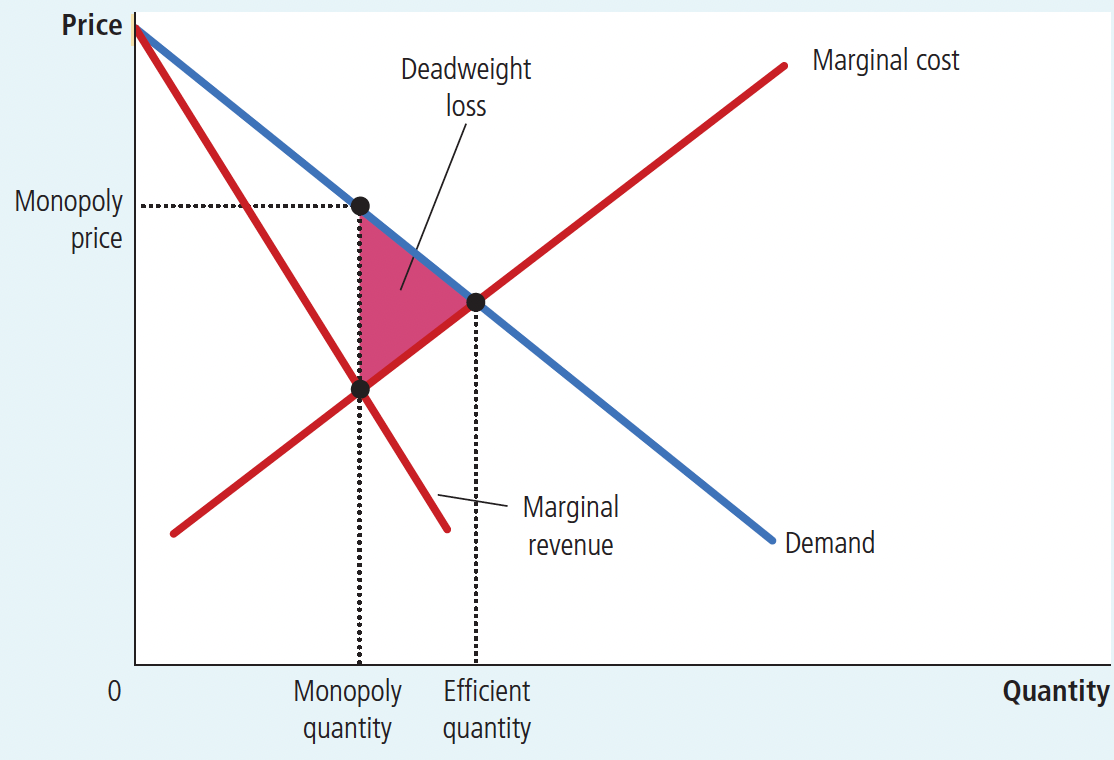 Price
Deadweight
loss
Marginal cost
Monopoly
price
Marginal
revenue
Demand
0
Monopoly
quantity
Efficient
quantity
Quantity